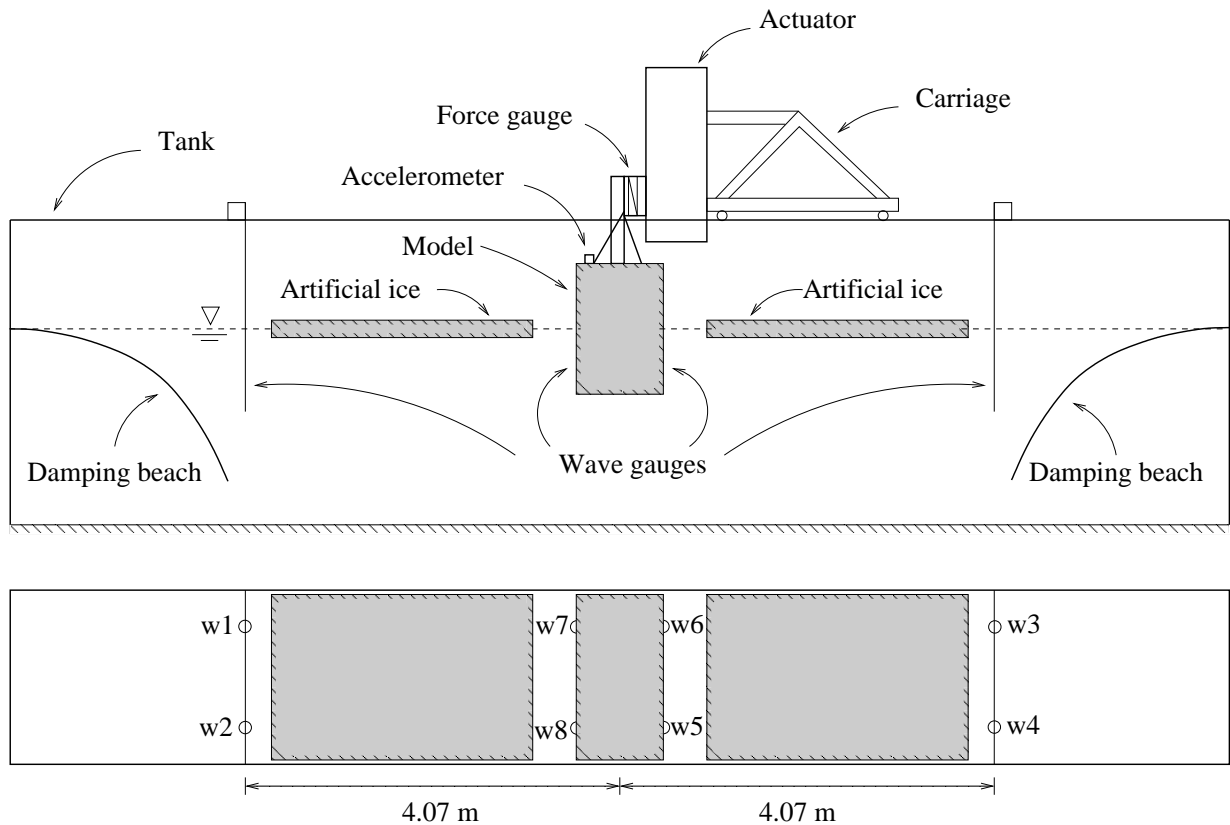 Actuator
Carriage
Force gauge
Tank
Accelerometer
Model
Artificial ice
Artificial ice
Damping beach
Wave gauges
Damping beach
w1
w7
w6
w3
w2
w8
w5
w4
4.07 m
4.07 m